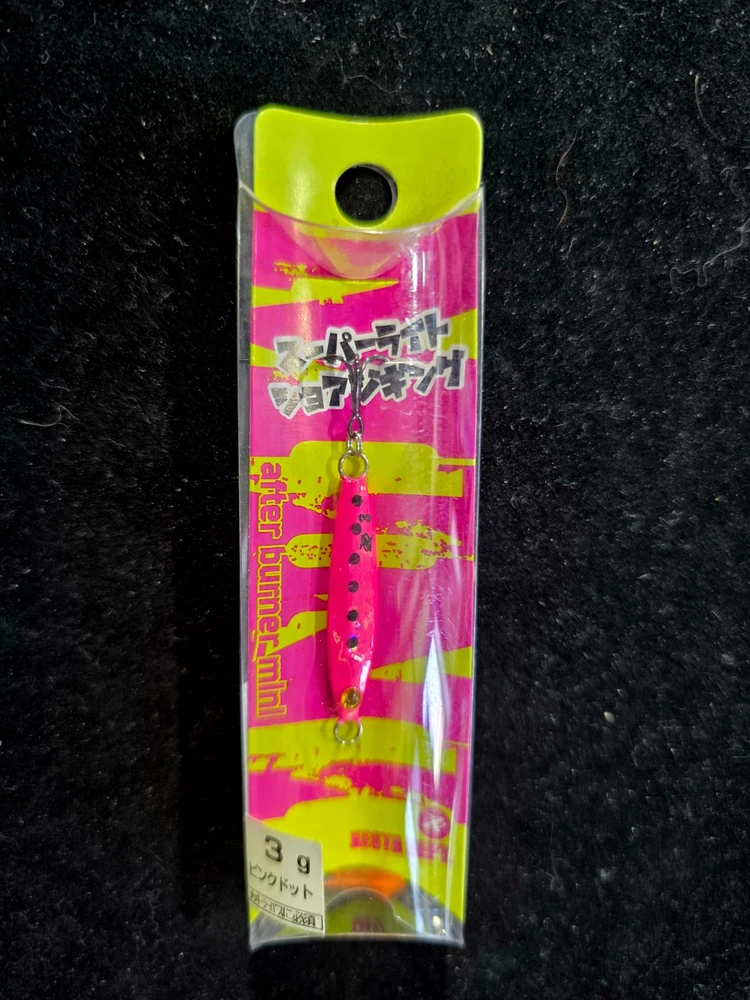 スーパーライト
ショアジギング
after burner mini
3g
ピンクドット